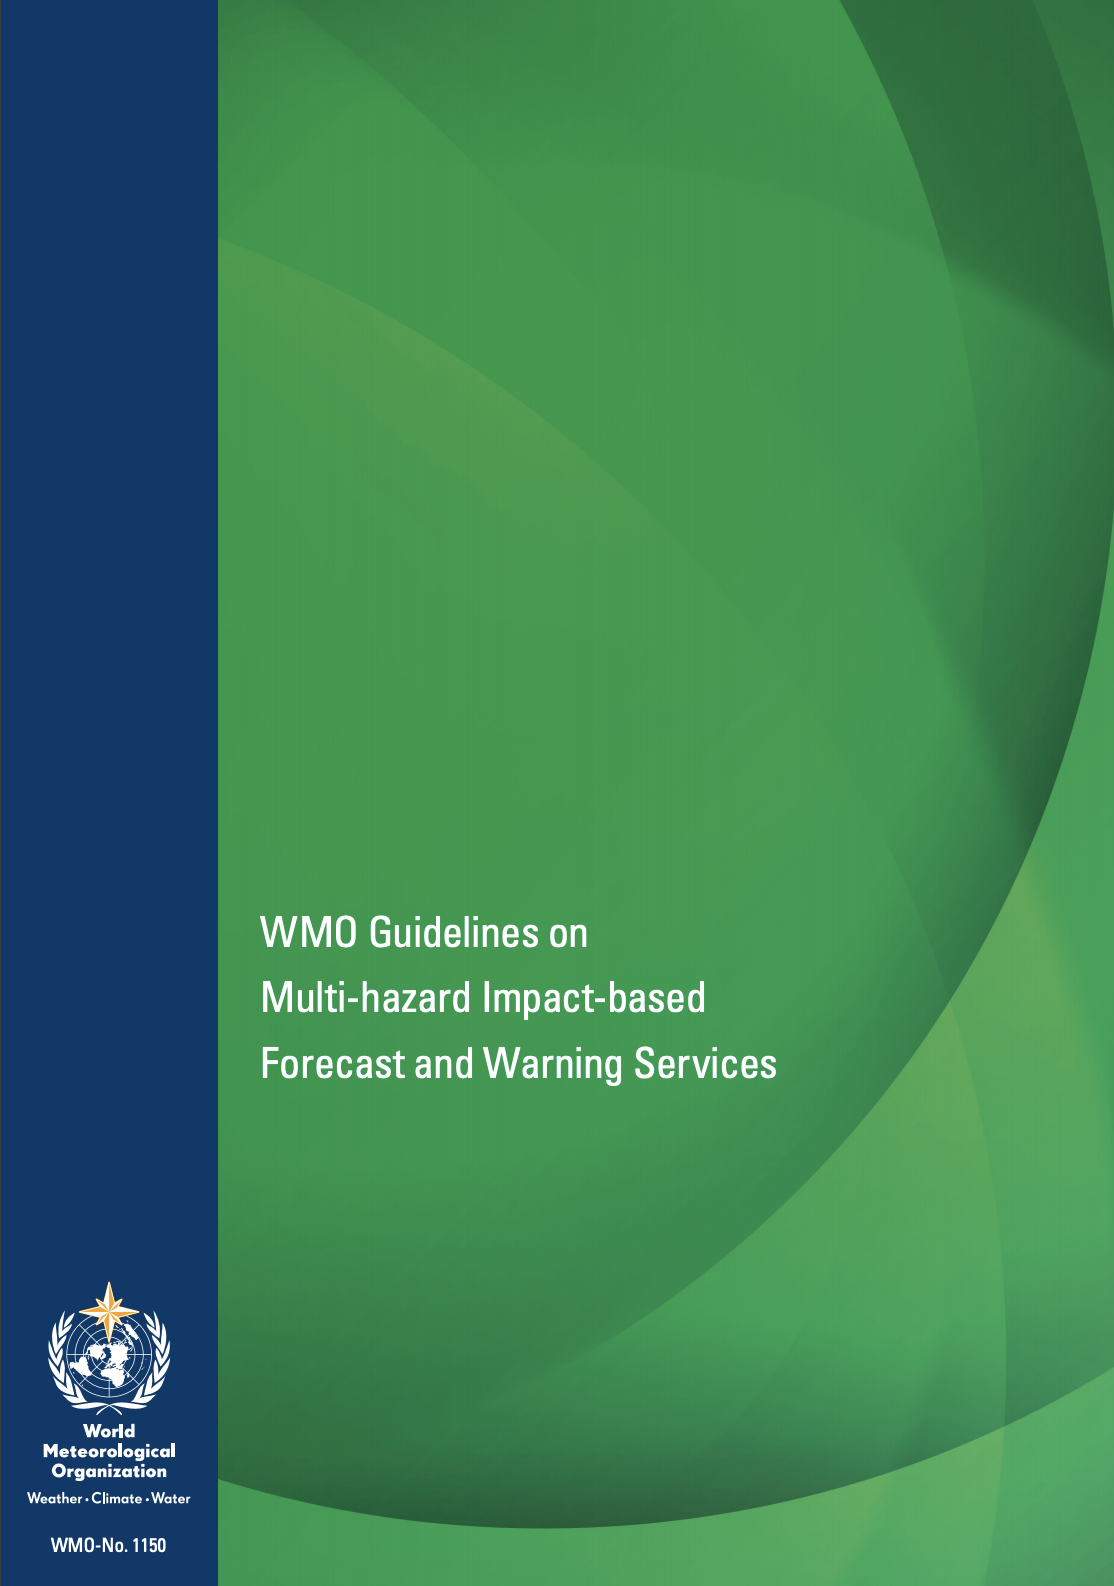 WMO Guidelines on
Multi-hazard Impact-based
Forecast and Warning Services
World
Meteorological
Organization
Weather · Climate · Water
WMO-No. 1150